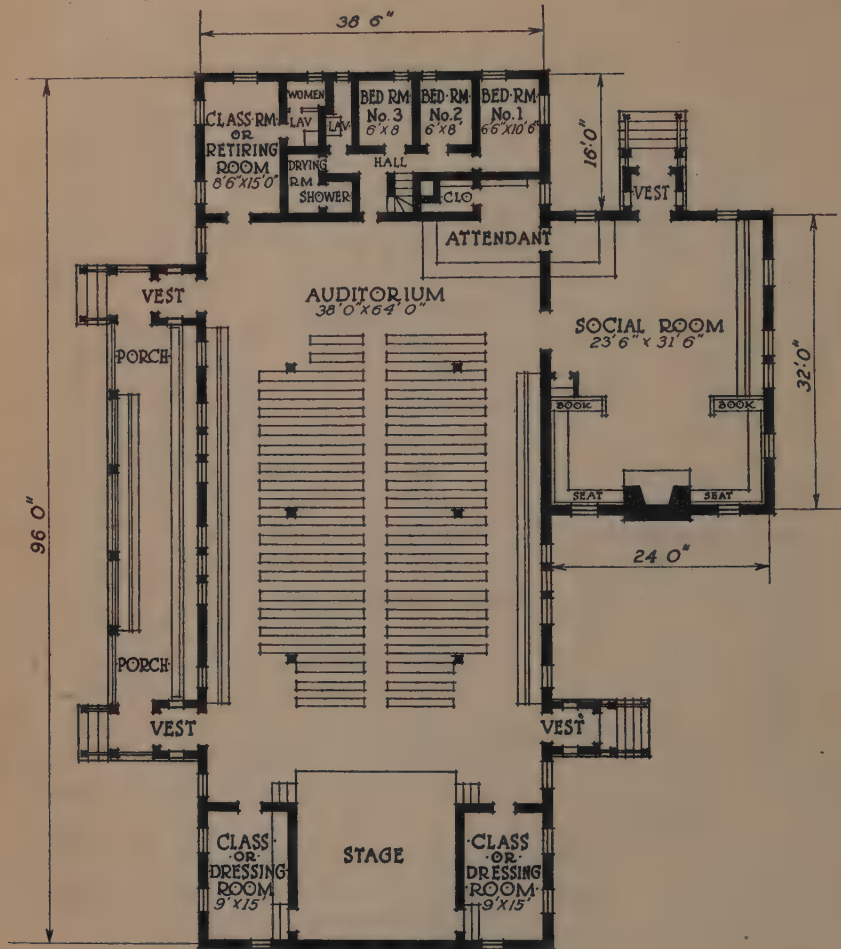 38 6"
WOMEN
LAV
LAV
BED RM
No. 3
6'X8
BED RM
No. 2
6'X8'
BED RM
No. 1
6'6"X10'6"
CLASS RM
OR
RETIRING
ROOM
8'6"X15'0"
DRYING
RM
SHOWER
HALL
CLO
16'0"
VEST
ATTENDANT
VEST
AUDITORIUM
38'0"X64'0"
SOCIAL ROOM
23'6" X 31'6"
32'0"
PORCH
BOOK
BOOK
SEAT
SEAT
96 0"
24 0"
PORCH
VEST
VEST
CLASS
OR
DRESSING
ROOM
9'X15'
STAGE
CLASS
OR
DRESSING
ROOM
9'X15'